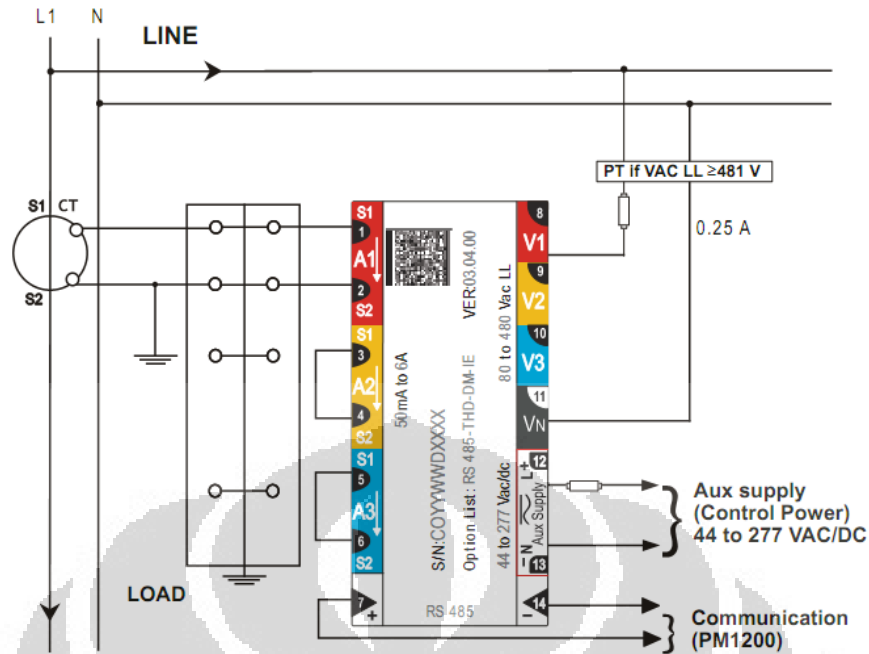 L1 N
LINE
PT if VAC LL ≥481 V
0.25 A
S1 CT
S2
S1
1
A1
2
S2
S1
3
A2
4
S2
S1
5
A3
6
S2
7
+
50mA to 6A
S/N:COYYWWDXXXX
Option List: RS 485-THD-DM-IE
VER:03.04.00
80 to 480 Vac LL
44 to 277 Vac/dc
RS 485
8
V1
9
V2
10
V3
11
VN
12
L+
Aux Supply
N
13
14
Aux supply
(Control Power)
44 to 277 VAC/DC
LOAD
Communication
(PM1200)